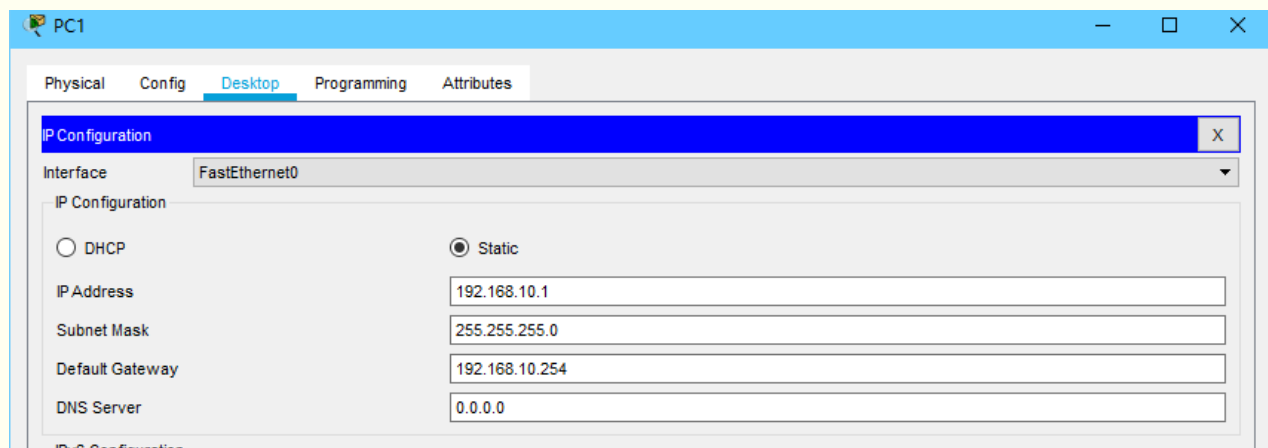 PC1
Physical Config Desktop Programming Attributes
IP Configuration X
Interface FastEthernet0
IP Configuration
DHCP Static
IP Address 192.168.10.1
Subnet Mask 255.255.255.0
Default Gateway 192.168.10.254
DNS Server 0.0.0.0
IPv6 Configuration